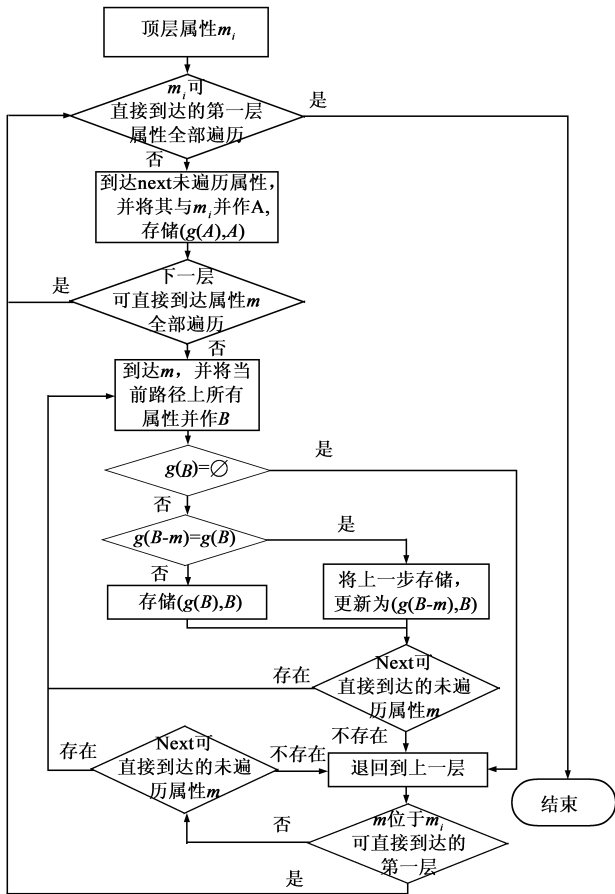 顶层属性m_i
m_i可
直接到达的第一层
属性全部遍历
是
否
到达next未遍历属性,
并将其与m_i并作A,
存储(g(A),A)
是
下一层
可直接到达属性m
全部遍历
否
到达m，并将当
前路径上所有
属性并作B
g(B)=∅
是
否
g(B-m)=g(B)
是
否
存储(g(B),B)
将上一步存储，
更新为(g(B-m),B)
存在
Next可
直接到达的未遍
历属性m
不存在
存在
Next可
直接到达的未遍
历属性m
不存在
退回到上一层
结束
否
m位于m_i
可直接到达的
第一层
是